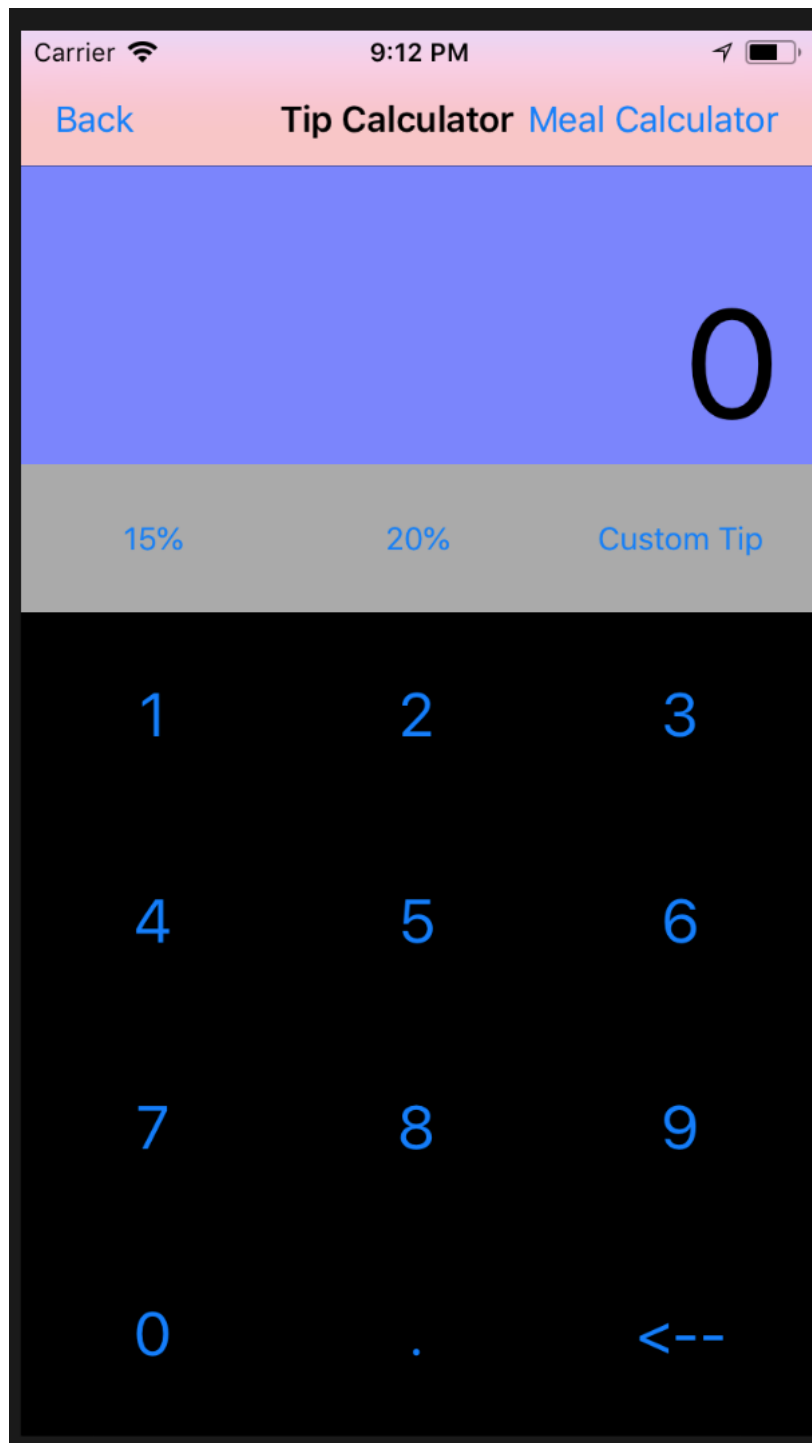 Carrier 9:12 PM
Back Tip Calculator Meal Calculator
0
15% 20% Custom Tip
1 2 3
4 5 6
7 8 9
0 . <--